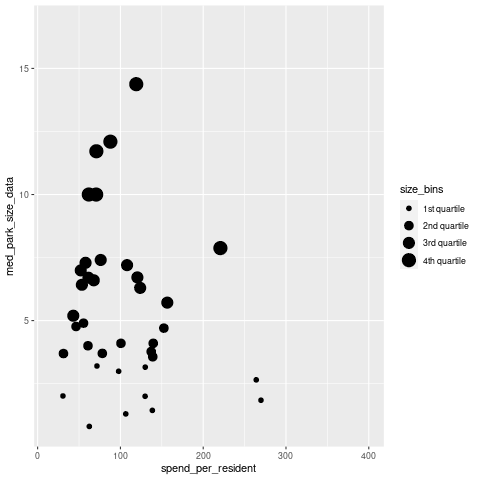 15
10
5
med_park_size_data
0
100
200
300
400
spend_per_resident
size_bins
1st quartile
2nd quartile
3rd quartile
4th quartile